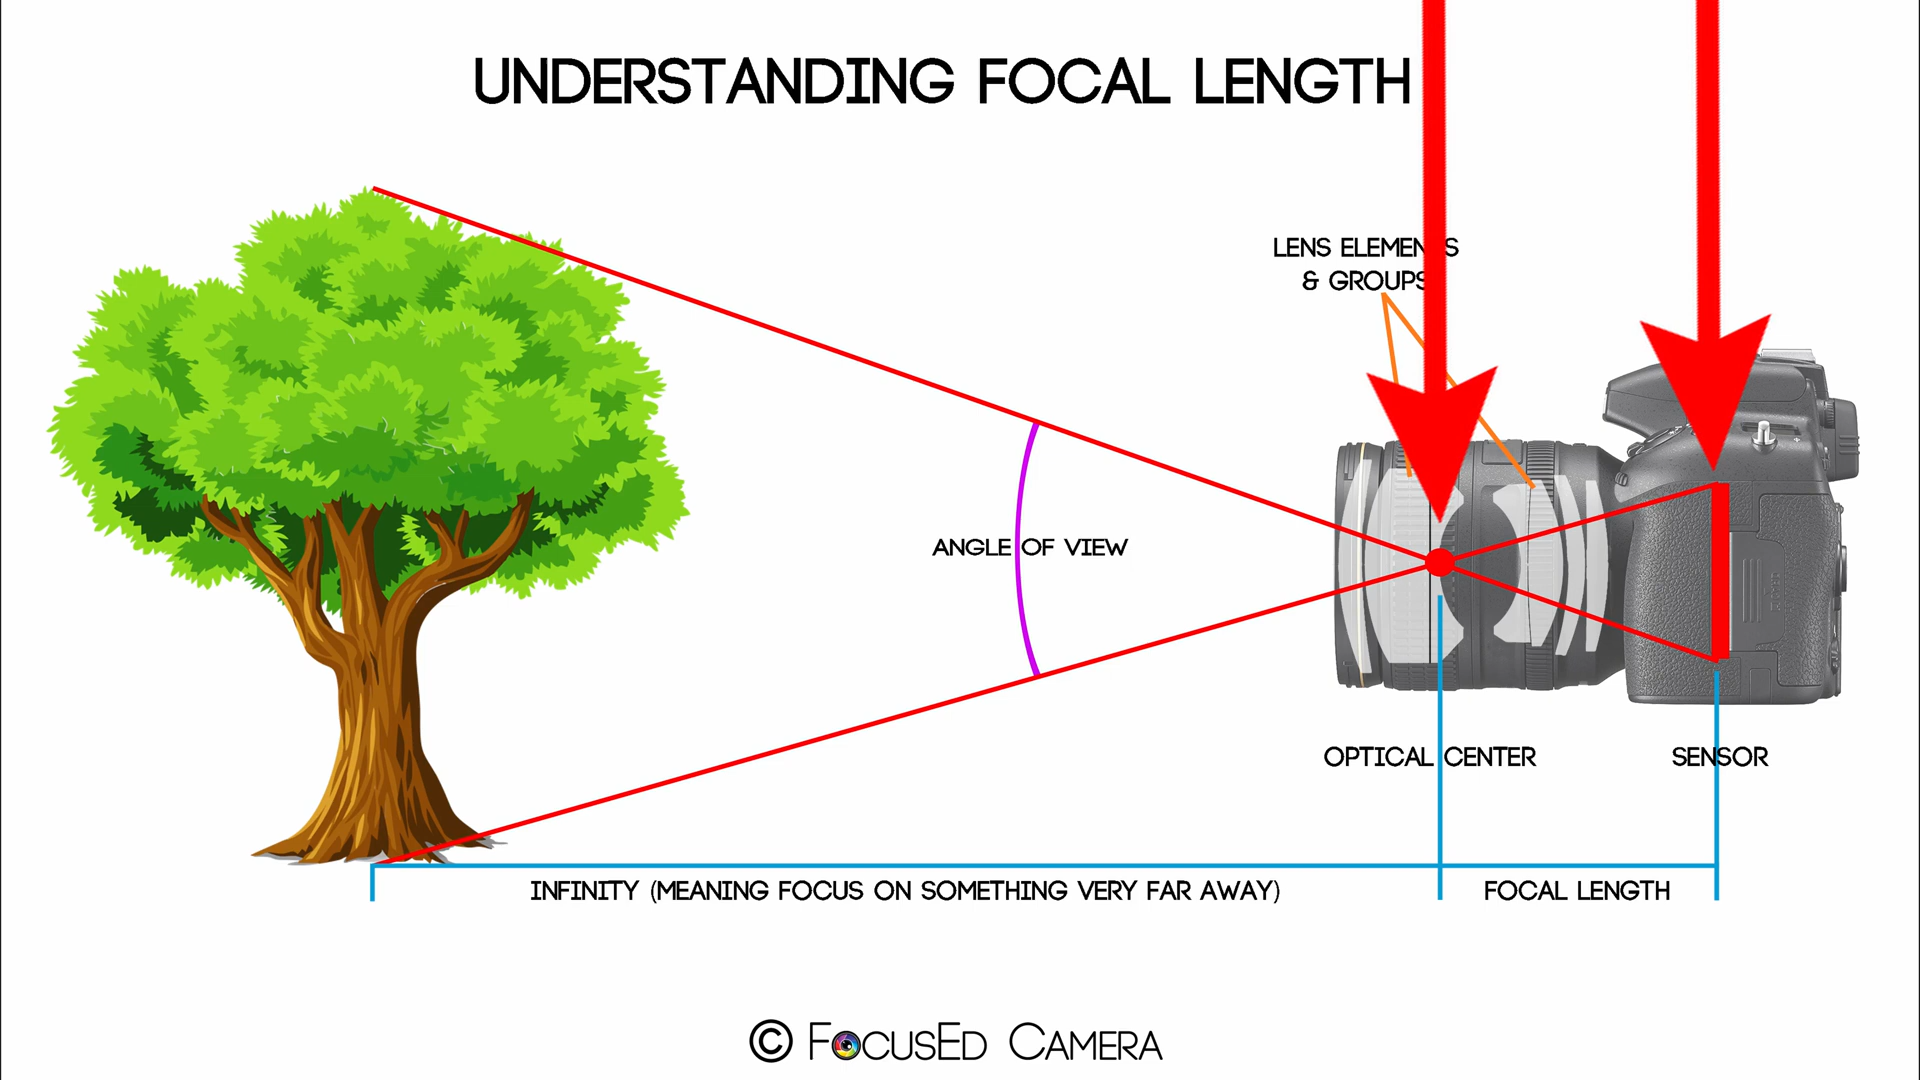 UNDERSTANDING FOCAL LENGTH
LENS ELEMENTS
& GROUPS
ANGLE OF VIEW
OPTICAL CENTER
SENSOR
INFINITY (MEANING FOCUS ON SOMETHING VERY FAR AWAY)
FOCAL LENGTH
© FOCUSED CAMERA